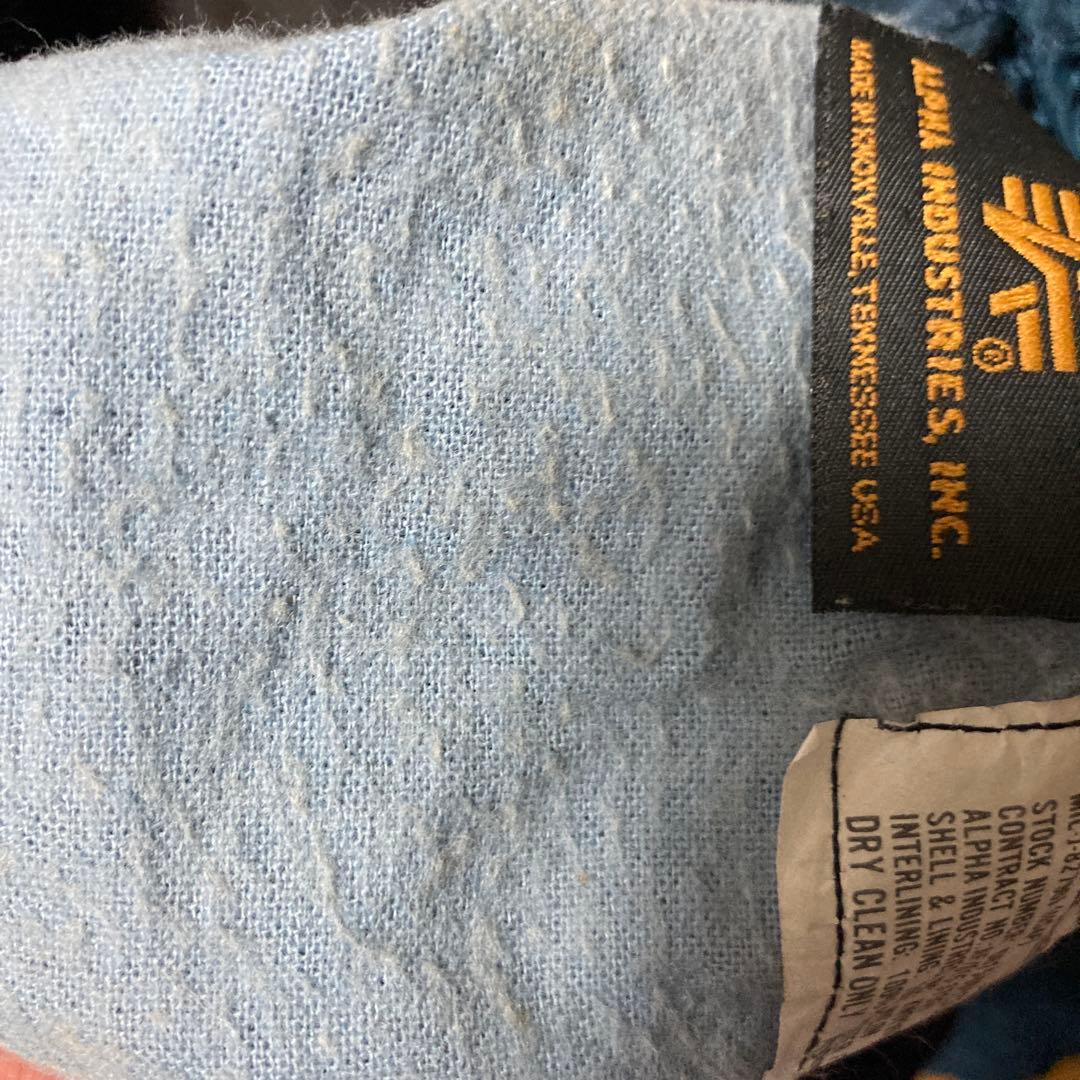 ALPHA INDUSTRIES, INC.
MADE IN KNOXVILLE, TENNESSEE USA
©
STOCK NUMBER
CONTRACT NO.
ALPHA INDUSTRIES
SHELL & LINING
INTERLINING:
DRY CLEAN ONLY